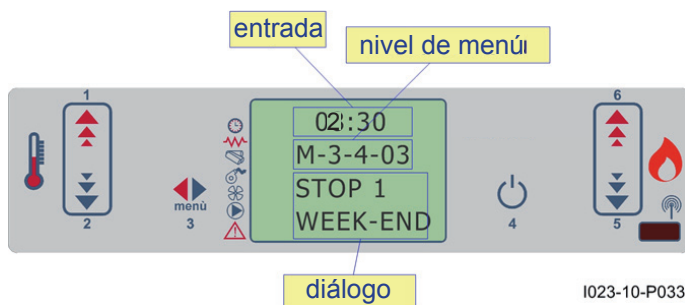 entrada
nivel de menú
1
6
02:30
M-3-4-03
STOP 1
WEEK-END
menù
2
3
4
5
diálogo
I023-10-P033